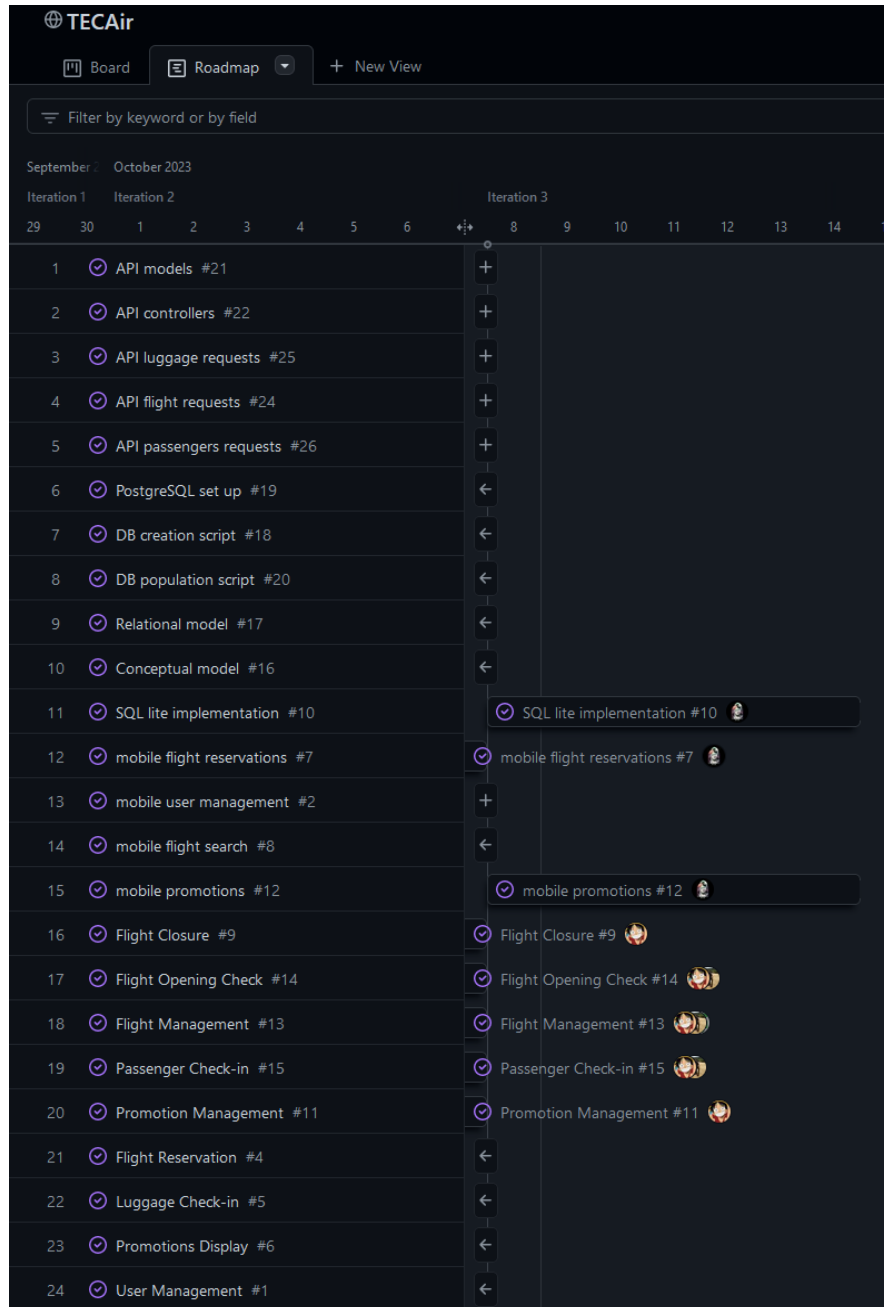 TECAir
Board Roadmap + New View
Filter by keyword or by field
September 2 October 2023
Iteration 1 Iteration 2 Iteration 3
29 30 1 2 3 4 5 6 8 9 10 11 12 13 14
1 API models #21
2 API controllers #22
3 API luggage requests #25
4 API flight requests #24
5 API passengers requests #26
6 PostgreSQL set up #19
7 DB creation script #18
8 DB population script #20
9 Relational model #17
10 Conceptual model #16
11 SQL lite implementation #10 SQL lite implementation #10
12 mobile flight reservations #7 mobile flight reservations #7
13 mobile user management #2
14 mobile flight search #8
15 mobile promotions #12 mobile promotions #12
16 Flight Closure #9 Flight Closure #9
17 Flight Opening Check #14 Flight Opening Check #14
18 Flight Management #13 Flight Management #13
19 Passenger Check-in #15 Passenger Check-in #15
20 Promotion Management #11 Promotion Management #11
21 Flight Reservation #4
22 Luggage Check-in #5
23 Promotions Display #6
24 User Management #1